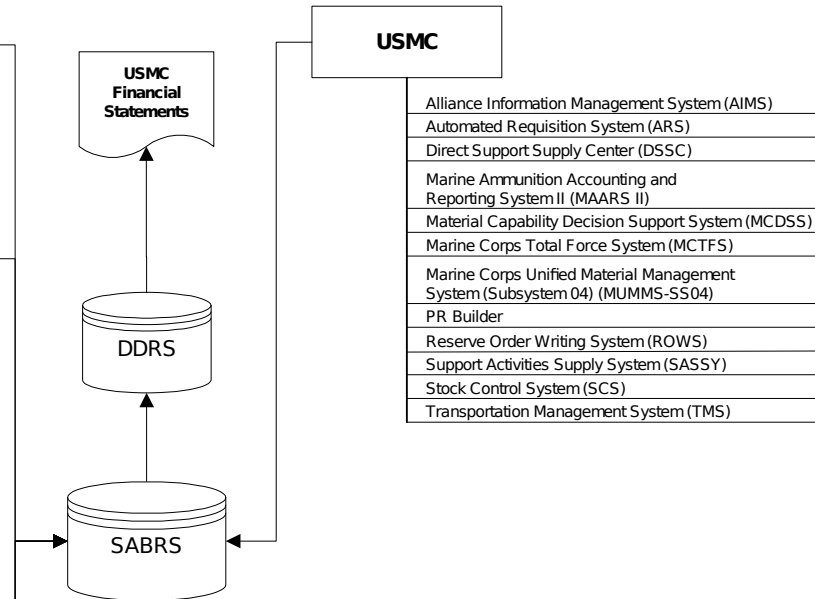 USMC
USMC
Financial
Statements
Alliance Information Management System (AIMS)
Automated Requisition System (ARS)
Direct Support Supply Center (DSSC)
Marine Ammunition Accounting and
Reporting System II (MAARS II)
Material Capability Decision Support System (MCDSS)
Marine Corps Total Force System (MCTFS)
Marine Corps Unified Material Management
System (Subsystem 04) (MUMMS-SS04)
PR Builder
Reserve Order Writing System (ROWS)
Support Activities Supply System (SASSY)
Stock Control System (SCS)
Transportation Management System (TMS)
DDRS
SABRS